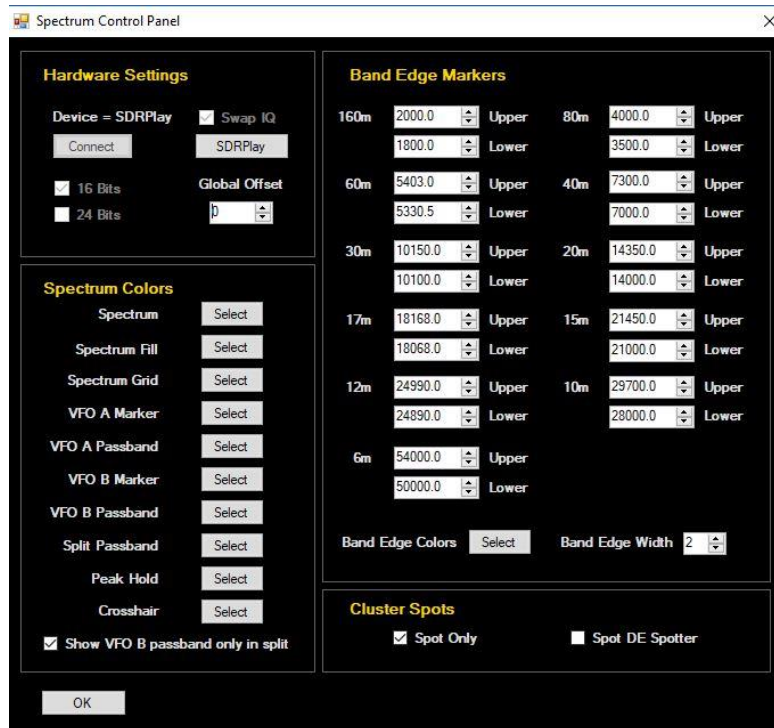 Spectrum Control Panel
Hardware Settings
Device = SDRPlay Swap IQ
Connect SDRPlay
16 Bits Global Offset
24 Bits 0
Spectrum Colors
Spectrum Select
Spectrum Fill Select
Spectrum Grid Select
VFO A Marker Select
VFO A Passband Select
VFO B Marker Select
VFO B Passband Select
Split Passband Select
Peak Hold Select
Crosshair Select
Show VFO B passband only in split
OK
Band Edge Markers
160m 2000.0 Upper 80m 4000.0 Upper
1800.0 Lower 3500.0 Lower
60m 5403.0 Upper 40m 7300.0 Upper
5330.5 Lower 7000.0 Lower
30m 10150.0 Upper 20m 14350.0 Upper
10100.0 Lower 14000.0 Lower
17m 18168.0 Upper 15m 21450.0 Upper
18068.0 Lower 21000.0 Lower
12m 24990.0 Upper 10m 29700.0 Upper
24890.0 Lower 28000.0 Lower
6m 54000.0 Upper
50000.0 Lower
Band Edge Colors Select Band Edge Width 2
Cluster Spots
Spot Only Spot DE Spotter